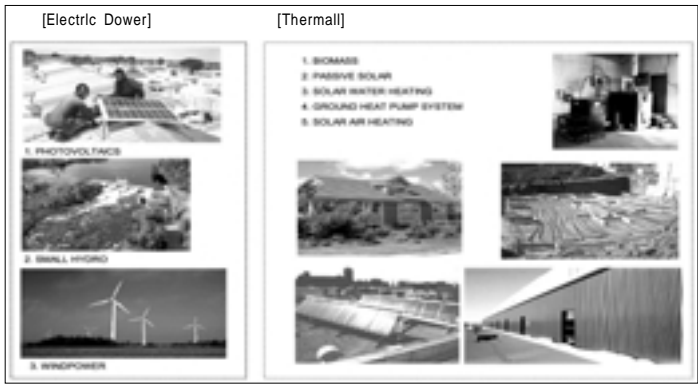 [Electrlc Dower]
[Thermall]
1. PHOTOVOLTAICS
2. SMALL HYDRO
3. WINDPOWER
1. BIOMASS
2. PASSIVE SOLAR
3. SOLAR WATER HEATING
4. GROUND HEAT PUMP SYSTEM
5. SOLAR AIR HEATING